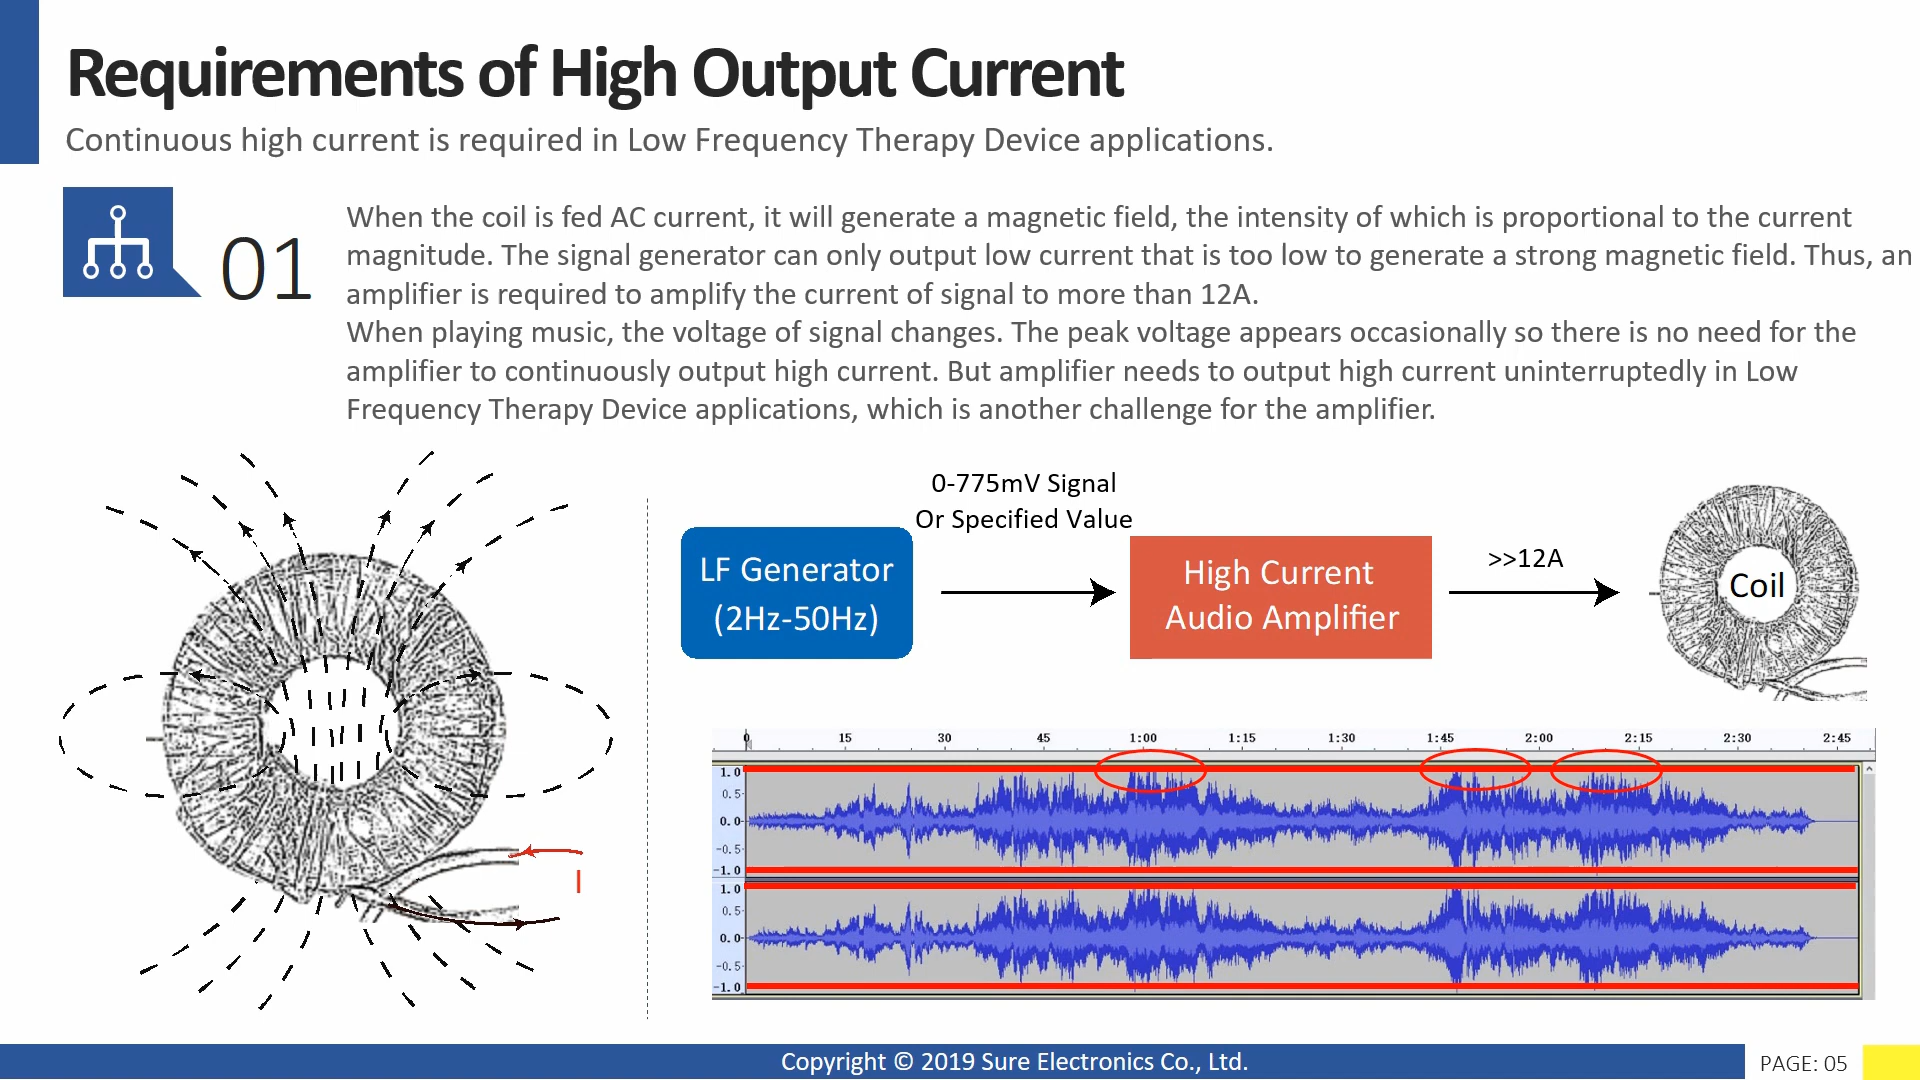 Requirements of High Output Current
Continuous high current is required in Low Frequency Therapy Device applications.
01
When the coil is fed AC current, it will generate a magnetic field, the intensity of which is proportional to the current
magnitude. The signal generator can only output low current that is too low to generate a strong magnetic field. Thus, an
amplifier is required to amplify the current of signal to more than 12A.
When playing music, the voltage of signal changes. The peak voltage appears occasionally so there is no need for the
amplifier to continuously output high current. But amplifier needs to output high current uninterruptedly in Low
Frequency Therapy Device applications, which is another challenge for the amplifier.
I
0-775mV Signal
Or Specified Value
LF Generator
(2Hz-50Hz)
High Current
Audio Amplifier
>>12A
Coil
0 15 30 45 1:00 1:15 1:30 1:45 2:00 2:15 2:30 2:45
1.0
0.5
0.0
-0.5
-1.0
1.0
0.5
0.0
-0.5
-1.0
Copyright © 2019 Sure Electronics Co., Ltd.
PAGE: 05